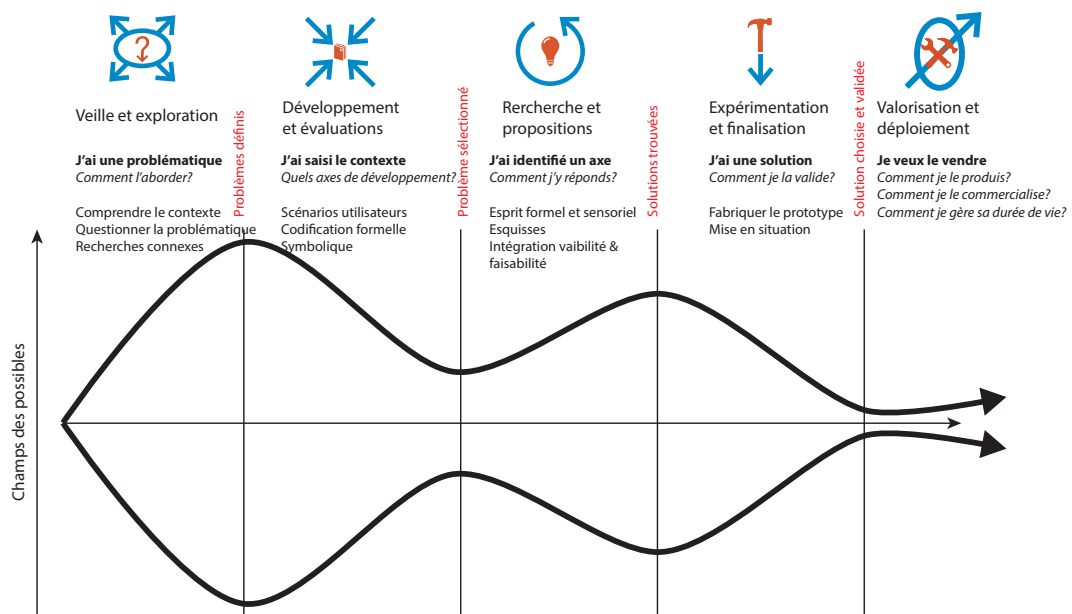 Veille et exploration
J'ai une problématique
Comment l'aborder?
Comprendre le contexte
Questionner la problématique
Recherches connexes
Problèmes définis
Développement
et évaluations
J'ai saisi le contexte
Quels axes de développement?
Scénarios utilisateurs
Codification formelle
Symbolique
Problème sélectionné
Rercherche et
propositions
J'ai identifié un axe
Comment j'y réponds?
Esprit formel et sensoriel
Esquisses
Intégration vaibilité &
faisabilité
Solutions trouvées
Expérimentation
et finalisation
J'ai une solution
Comment je la valide?
Fabriquer le prototype
Mise en situation
Solution choisie et validée
Valorisation et
déploiement
Je veux le vendre
Comment je le produis?
Comment je le commercialise?
Comment je gère sa durée de vie?
Champs des possibles